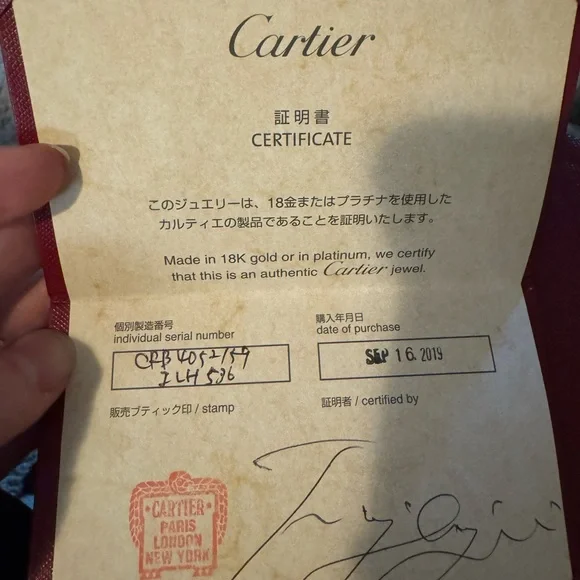 Cartier
証明書
CERTIFICATE
このジュエリーは、18金またはプラチナを使用した
カルティエの製品であることを証明いたします。
Made in 18K gold or in platinum, we certify
that this is an authentic Cartier jewel.
個別製造番号
individual serial number
CRB4052159
ILH536
購入年月日
date of purchase
SEP 16.2019
販売ブティック印 / stamp
証明者 / certified by
CARTIER
PARIS
LONDON
NEW YORK